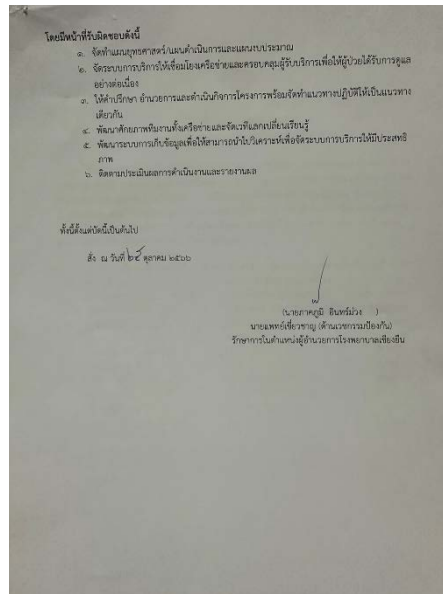 โดยมีหน้าที่รับผิดชอบดังนี้
๑. จัดทำแผนยุทธศาสตร์/แผนดำเนินการและแผนงบประมาณ
๒. จัดระบบการบริการให้เชื่อมโยงเครือข่ายและครอบคลุมผู้รับบริการเพื่อให้ผู้ป่วยได้รับการดูแล
อย่างต่อเนื่อง
๓. ให้คำปรึกษา อำนวยการและดำเนินกิจการโครงการพร้อมจัดทำแนวทางปฏิบัติให้เป็นแนวทาง
เดียวกัน
๔. พัฒนาศักยภาพทีมงานทั้งเครือข่ายและจัดเวทีแลกเปลี่ยนเรียนรู้
๕. พัฒนาระบบการเก็บข้อมูลเพื่อให้สามารถนำไปวิเคราะห์เพื่อจัดระบบการบริการให้มีประสิทธิ
ภาพ
๖. ติดตามประเมินผลการดำเนินงานและรายงานผล
ทั้งนี้ตั้งแต่บัดนี้เป็นต้นไป
สั่ง ณ วันที่ ๒๕ ตุลาคม ๒๕๖๖
(นายภาคภูมิ อินทร์ม่วง )
นายแพทย์เชี่ยวชาญ (ด้านเวชกรรมป้องกัน)
รักษาการในตำแหน่งผู้อำนวยการโรงพยาบาลเชียงยืน